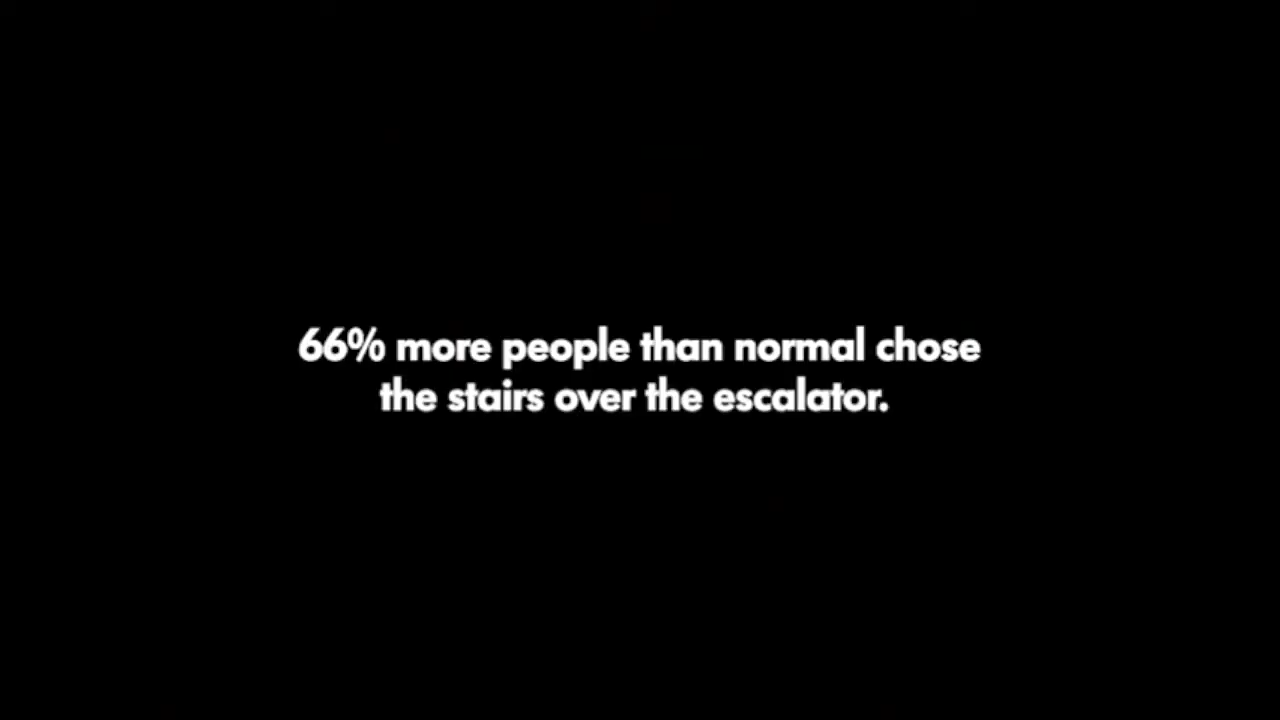 66% more people than normal chose
the stairs over the escalator.